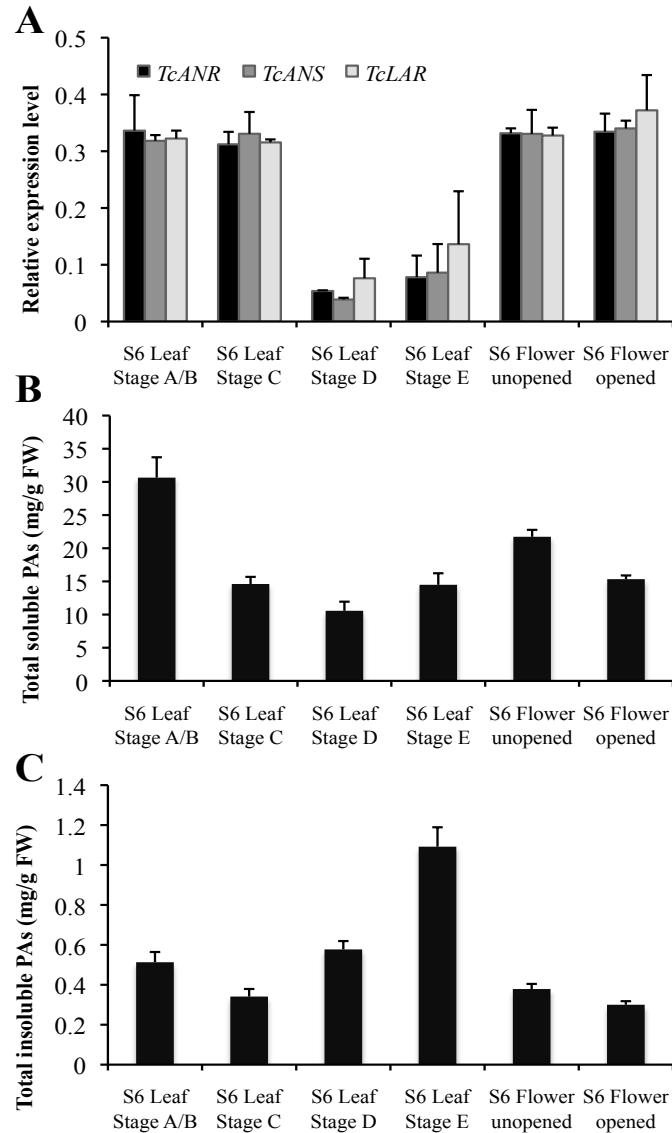 A
Relative expression level
0.5
0.4
0.3
0.2
0.1
0
TcANR TcANS TcLAR
S6 Leaf S6 Leaf S6 Leaf S6 Leaf S6 Flower S6 Flower
Stage A/B Stage C Stage D Stage E unopened opened
B
Total soluble PAs (mg/g FW)
40
35
30
25
20
15
10
5
0
S6 Leaf S6 Leaf S6 Leaf S6 Leaf S6 Flower S6 Flower
Stage A/B Stage C Stage D Stage E unopened opened
C
Total insoluble PAs (mg/g FW)
1.4
1.2
1
0.8
0.6
0.4
0.2
0
S6 Leaf S6 Leaf S6 Leaf S6 Leaf S6 Flower S6 Flower
Stage A/B Stage C Stage D Stage E unopened opened